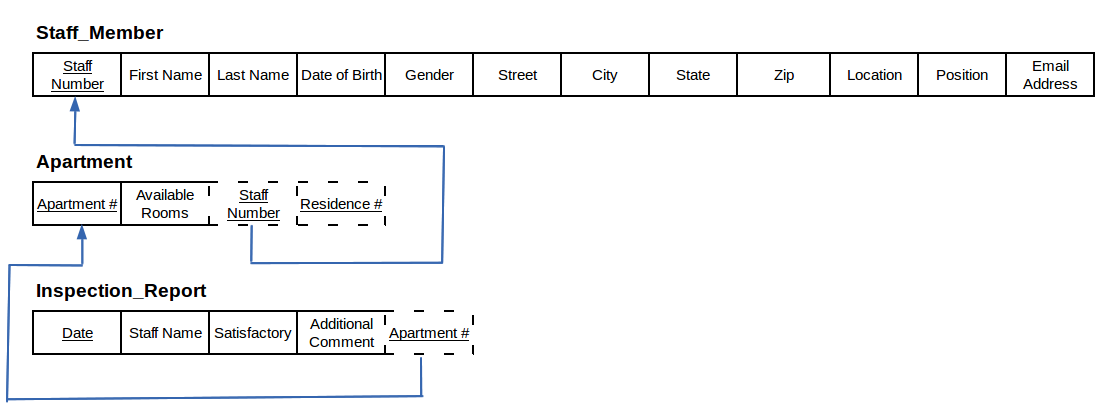 Staff_Member
Staff Number
First Name
Last Name
Date of Birth
Gender
Street
City
State
Zip
Location
Position
Email Address
Apartment
Apartment #
Available Rooms
Staff Number
Residence #
Inspection_Report
Date
Staff Name
Satisfactory
Additional Comment
Apartment #